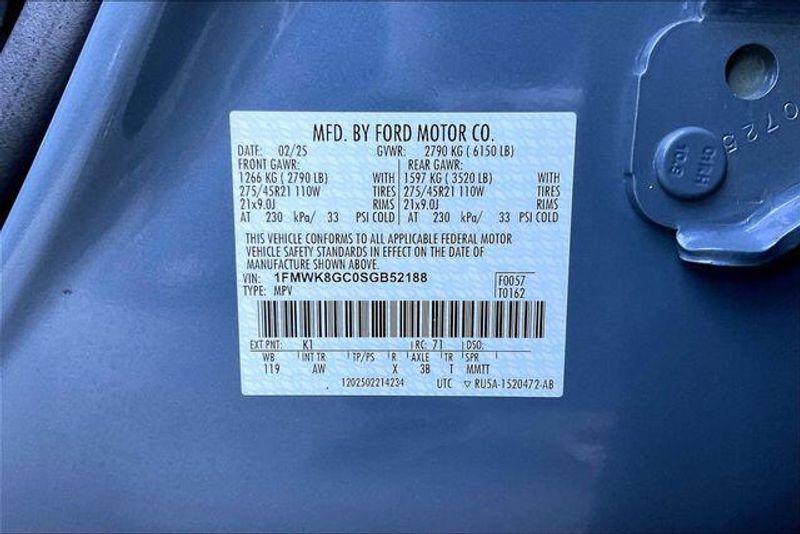 MFD. BY FORD MOTOR CO.
DATE: 02/25 GVWR: 2790 KG ( 6150 LB)
FRONT GAWR: REAR GAWR:
1266 KG ( 2790 LB) WITH 1597 KG ( 3520 LB) WITH
275/45R21 110W TIRES 275/45R21 110W TIRES
21x9.0J RIMS 21x9.0J RIMS
AT 230 kPa/ 33 PSI COLD AT 230 kPa/ 33 PSI COLD
THIS VEHICLE CONFORMS TO ALL APPLICABLE FEDERAL MOTOR
VEHICLE SAFETY STANDARDS IN EFFECT ON THE DATE OF
MANUFACTURE SHOWN ABOVE.
VIN: 1FMWK8GC0SGB52188 F0057
TYPE: MPV T0162
EXT PNT: K1 RC: 71 DSO:
WB INT TR TP/PS R AXLE TR SPR
119 AW X 3B T MMTT
1202502214234 UTC ▽ RU5A-1520472-AB
0725
10.9